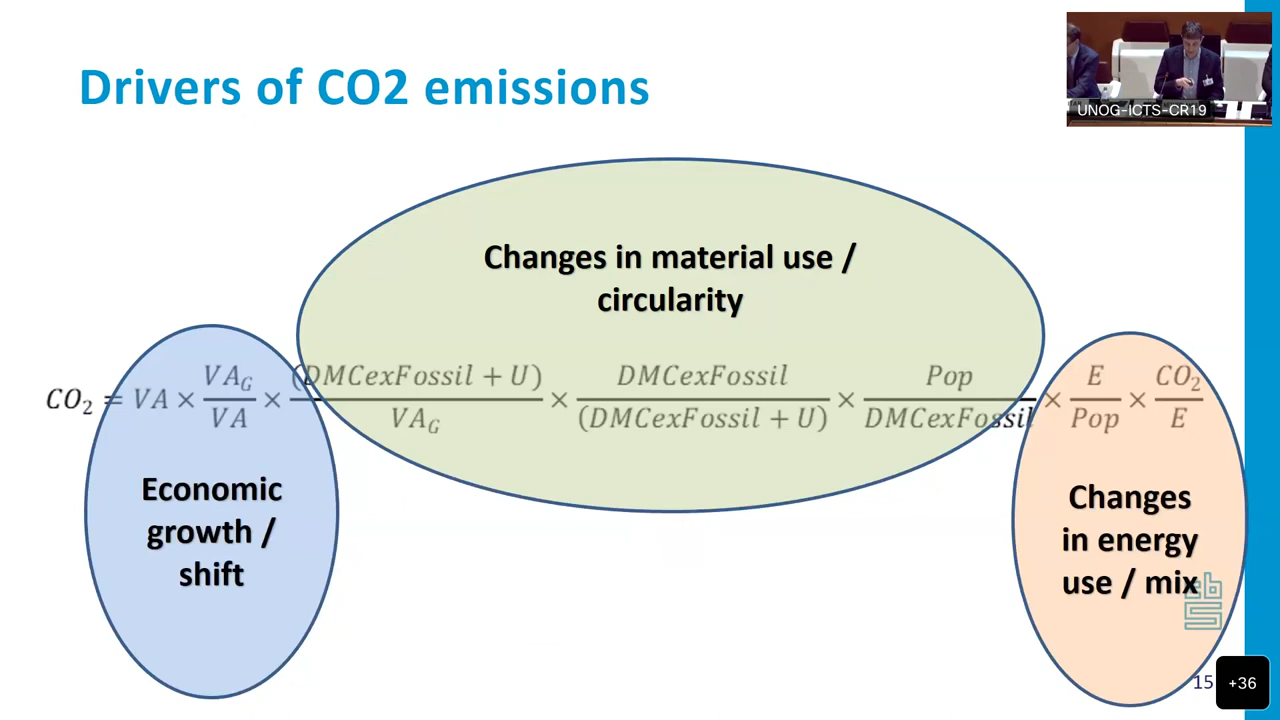 Drivers of CO2 emissions
UNOG-ICTS-CR19
Changes in material use /
circularity
CO₂ = VA × VA_G/VA × (DMCexFossil + U)/VA_G × DMCexFossil/(DMCexFossil + U) × Pop/DMCexFossil × E/Pop × CO₂/E
Economic
growth /
shift
Changes
in energy
use / mix
cbs
15
+36